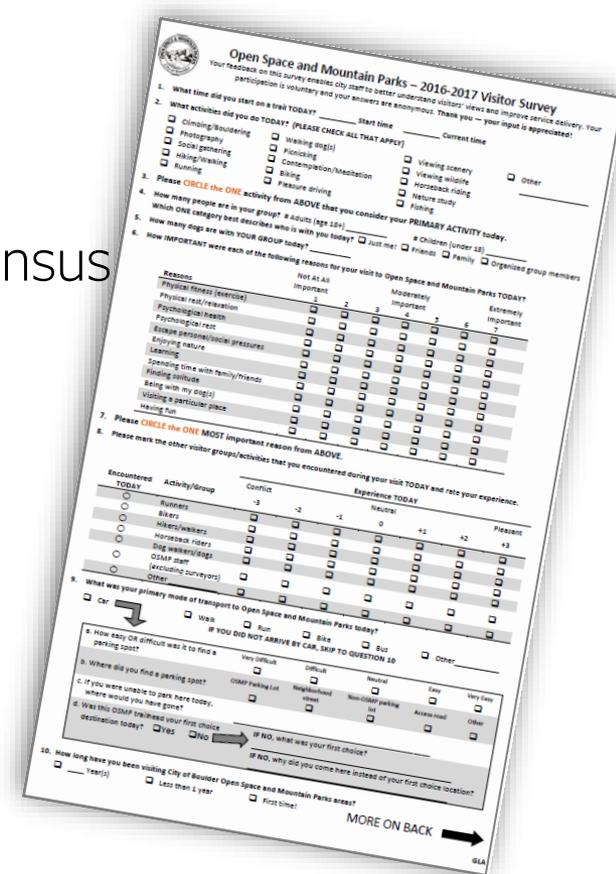 nsus
Open Space and Mountain Parks – 2016-2017 Visitor Survey
Your feedback on this survey enables city staff to better understand visitors' views and improve service delivery. Your
participation is voluntary and your answers are anonymous. Thank you — your input is appreciated!
1. What time did you start on a trail TODAY? ________ Start time ________ Current time
2. What activities did you do TODAY? (PLEASE CHECK ALL THAT APPLY)
Climbing/Bouldering Walking dog(s) Viewing scenery Other
Photography Picnicking Viewing wildlife
Social gathering Contemplation/Meditation Horseback riding
Hiking/Walking Biking Nature study
Running Pleasure driving Fishing
3. Please CIRCLE the ONE activity from ABOVE that you consider your PRIMARY ACTIVITY today.
4. How many people are in your group? # Adults (age 18+) ________ # Children (under 18) ________
Which ONE category best describes who is with you today? Just me! Friends Family Organized group members
5. How many dogs are with YOUR GROUP today? ________
6. How IMPORTANT were each of the following reasons for your visit to Open Space and Mountain Parks TODAY?
Reasons Not At All Important Moderately Important Extremely Important
1 2 3 4 5 6 7
Physical fitness (exercise)
Physical rest/relaxation
Psychological health
Psychological rest
Escape personal/social pressures
Enjoying nature
Learning
Spending time with family/friends
Finding solitude
Being with my dog(s)
Visiting a particular place
Having fun
7. Please CIRCLE the ONE MOST important reason from ABOVE.
8. Please mark the other visitor groups/activities that you encountered during your visit TODAY and rate your experience.
Encountered TODAY Activity/Group Experience TODAY
Conflict Neutral Pleasant
-3 -2 -1 0 +1 +2 +3
Runners
Bikers
Hikers/walkers
Horseback riders
Dog walkers/dogs
OSMP staff
(excluding surveyors)
Other
9. What was your primary mode of transport to Open Space and Mountain Parks today?
Car Walk Run Bike Bus Other
IF YOU DID NOT ARRIVE BY CAR, SKIP TO QUESTION 10
a. How easy OR difficult was it to find a parking spot? Very Difficult Difficult Neutral Easy Very Easy
b. Where did you find a parking spot? OSMP Parking Lot Neighborhood street Non-OSMP parking lot Access road Other
c. If you were unable to park here today, where would you have gone?
d. Was this OSMP trailhead your first choice destination today? Yes No
IF NO, what was your first choice?
IF NO, why did you come here instead of your first choice location?
10. How long have you been visiting City of Boulder Open Space and Mountain Parks areas?
____ Year(s) Less than 1 year First time!
MORE ON BACK
GLA